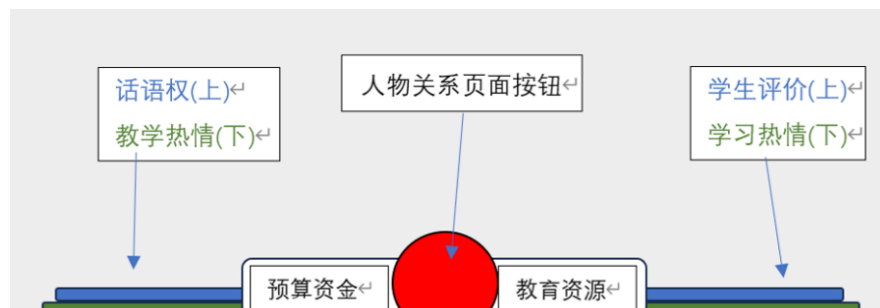 话语权(上)
教学热情(下)
人物关系页面按钮
学生评价(上)
学习热情(下)
预算资金
教育资源